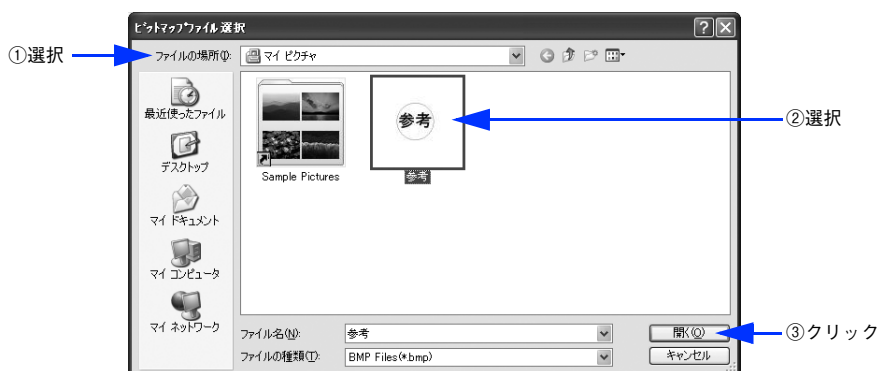 ビットマップファイル選択
①選択
ファイルの場所(I):
マイ ピクチャ
最近使ったファイル
デスクトップ
マイ ドキュメント
マイ コンピュータ
マイ ネットワーク
Sample Pictures
参考
参考
②選択
ファイル名(N):
参考
開く(O)
③クリック
ファイルの種類(T):
BMP Files(*.bmp)
キャンセル